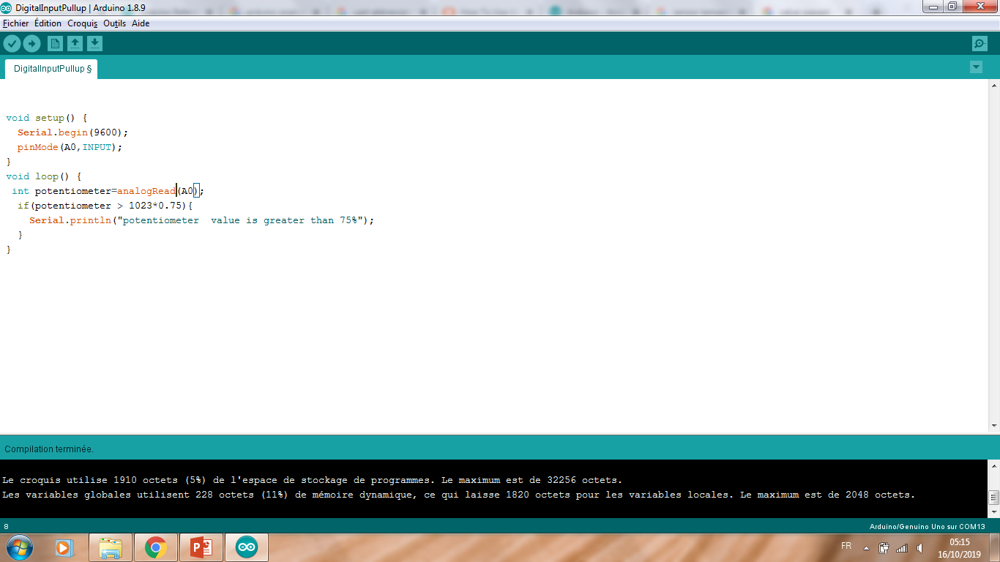 DigitalInputPullup | Arduino 1.8.9
Fichier Édition Croquis Outils Aide
DigitalInputPullup §
void setup() {
  Serial.begin(9600);
  pinMode(A0,INPUT);
}
void loop() {
 int potentiometer=analogRead(A0);
  if(potentiometer > 1023*0.75){
    Serial.println("potentiometer  value is greater than 75%");
  }
}
Compilation terminée.
Le croquis utilise 1910 octets (5%) de l'espace de stockage de programmes. Le maximum est de 32256 octets.
Les variables globales utilisent 228 octets (11%) de mémoire dynamique, ce qui laisse 1820 octets pour les variables locales. Le maximum est de 2048 octets.
8
Arduino/Genuino Uno sur COM13
FR
05:15
16/10/2019